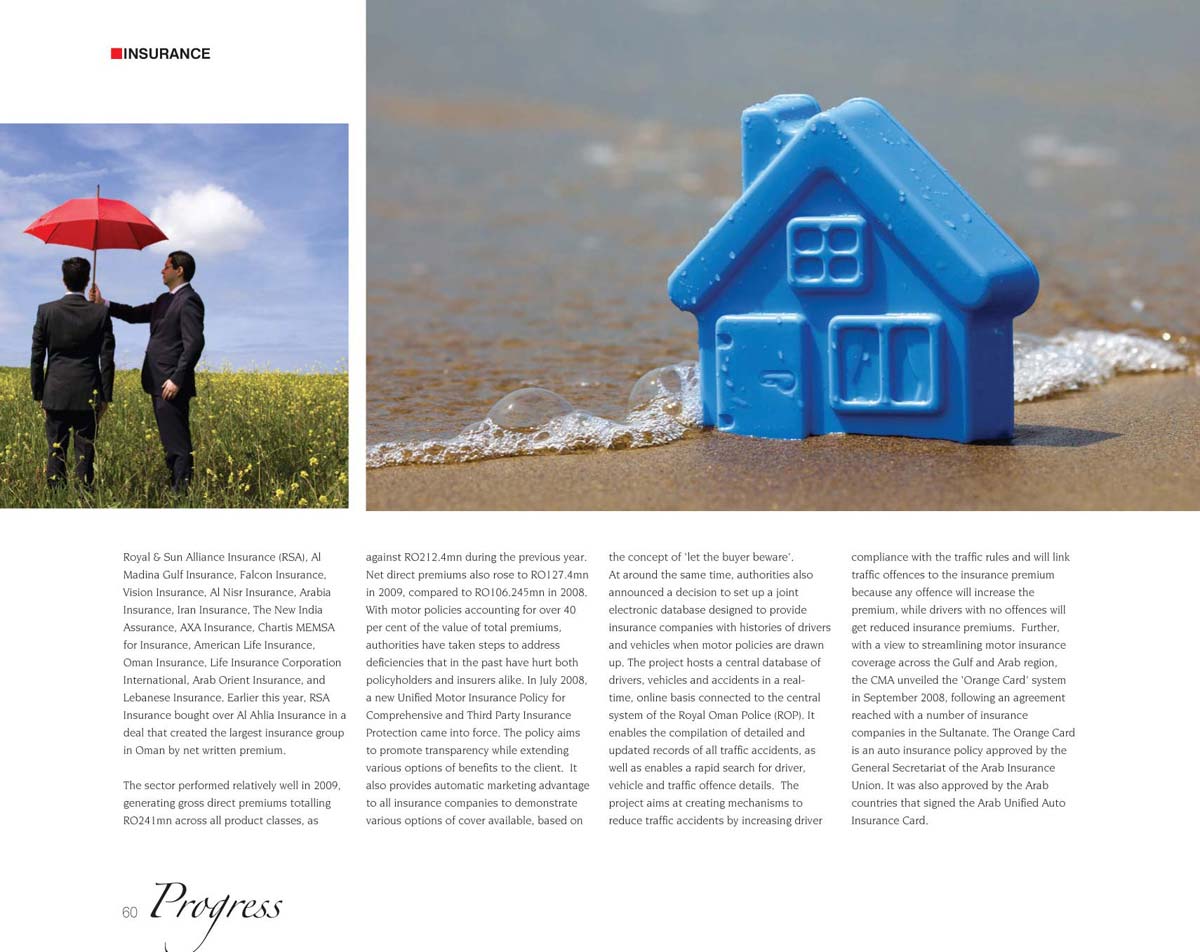 INSURANCE
Royal & Sun Alliance Insurance (RSA), Al
Madina Gulf Insurance, Falcon Insurance,
Vision Insurance, Al Nisr Insurance, Arabia
Insurance, Iran Insurance, The New India
Assurance, AXA Insurance, Chartis MEMSA
for Insurance, American Life Insurance,
Oman Insurance, Life Insurance Corporation
International, Arab Orient Insurance, and
Lebanese Insurance. Earlier this year, RSA
Insurance bought over Al Ahlia Insurance in a
deal that created the largest insurance group
in Oman by net written premium.
The sector performed relatively well in 2009,
generating gross direct premiums totalling
RO241mn across all product classes, as
against RO212.4mn during the previous year.
Net direct premiums also rose to RO127.4mn
in 2009, compared to RO106.245mn in 2008.
With motor policies accounting for over 40
per cent of the value of total premiums,
authorities have taken steps to address
deficiencies that in the past have hurt both
policyholders and insurers alike. In July 2008,
a new Unified Motor Insurance Policy for
Comprehensive and Third Party Insurance
Protection came into force. The policy aims
to promote transparency while extending
various options of benefits to the client. It
also provides automatic marketing advantage
to all insurance companies to demonstrate
various options of cover available, based on
the concept of 'let the buyer beware'.
At around the same time, authorities also
announced a decision to set up a joint
electronic database designed to provide
insurance companies with histories of drivers
and vehicles when motor policies are drawn
up. The project hosts a central database of
drivers, vehicles and accidents in a real-
time, online basis connected to the central
system of the Royal Oman Police (ROP). It
enables the compilation of detailed and
updated records of all traffic accidents, as
well as enables a rapid search for driver,
vehicle and traffic offence details. The
project aims at creating mechanisms to
reduce traffic accidents by increasing driver
compliance with the traffic rules and will link
traffic offences to the insurance premium
because any offence will increase the
premium, while drivers with no offences will
get reduced insurance premiums. Further,
with a view to streamlining motor insurance
coverage across the Gulf and Arab region,
the CMA unveiled the 'Orange Card' system
in September 2008, following an agreement
reached with a number of insurance
companies in the Sultanate. The Orange Card
is an auto insurance policy approved by the
General Secretariat of the Arab Insurance
Union. It was also approved by the Arab
countries that signed the Arab Unified Auto
Insurance Card.
60 Progress